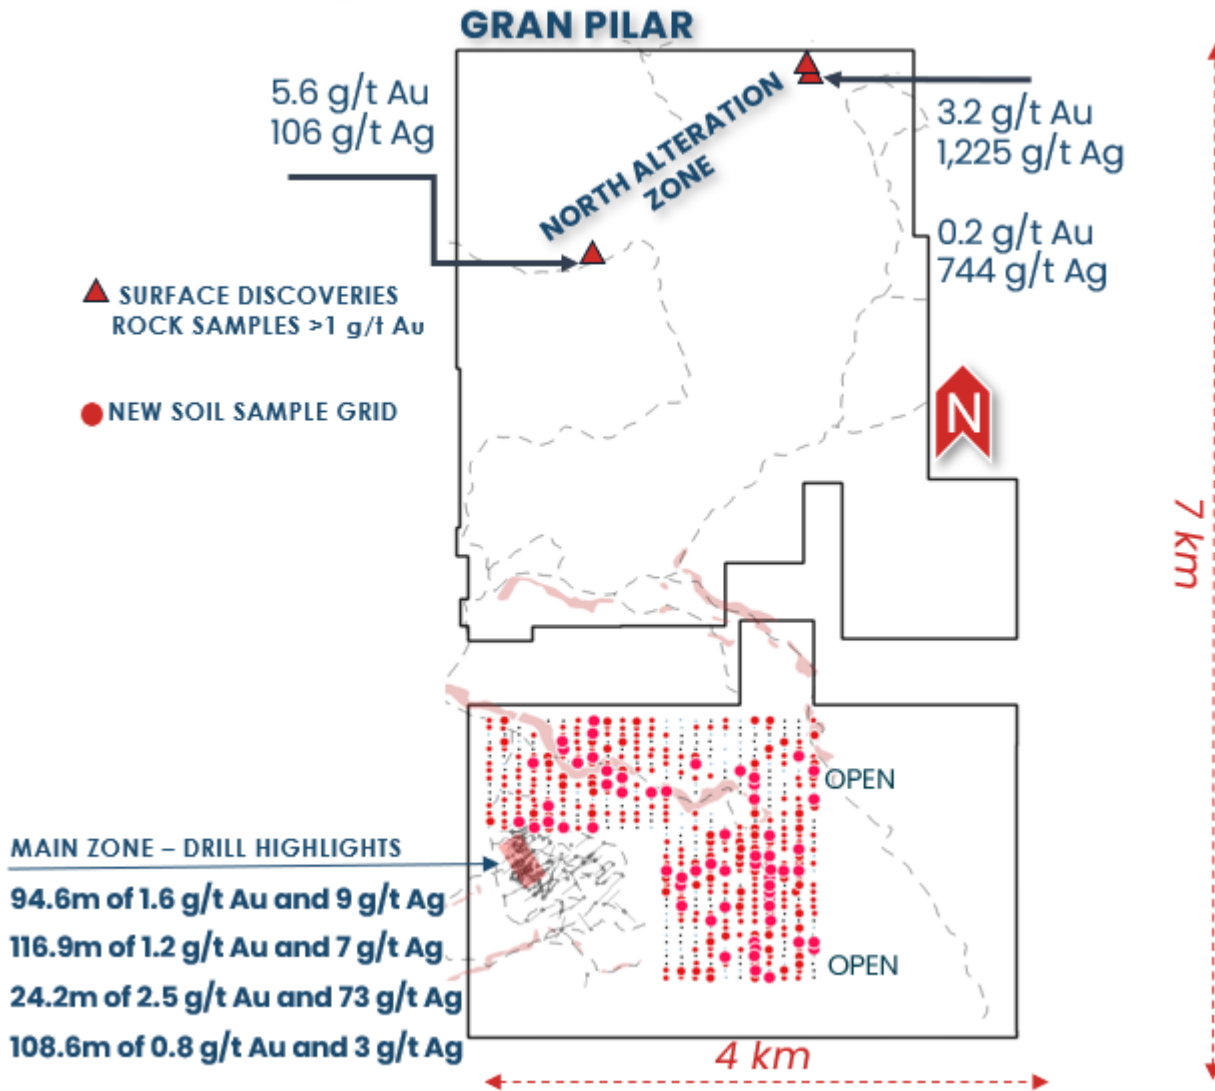 GRAN PILAR
5.6 g/t Au
106 g/t Ag
NORTH ALTERATION
ZONE
3.2 g/t Au
1,225 g/t Ag
0.2 g/t Au
744 g/t Ag
SURFACE DISCOVERIES
ROCK SAMPLES >1 g/t Au
NEW SOIL SAMPLE GRID
N
7 km
OPEN
MAIN ZONE – DRILL HIGHLIGHTS
94.6m of 1.6 g/t Au and 9 g/t Ag
116.9m of 1.2 g/t Au and 7 g/t Ag
OPEN
24.2m of 2.5 g/t Au and 73 g/t Ag
108.6m of 0.8 g/t Au and 3 g/t Ag
4 km